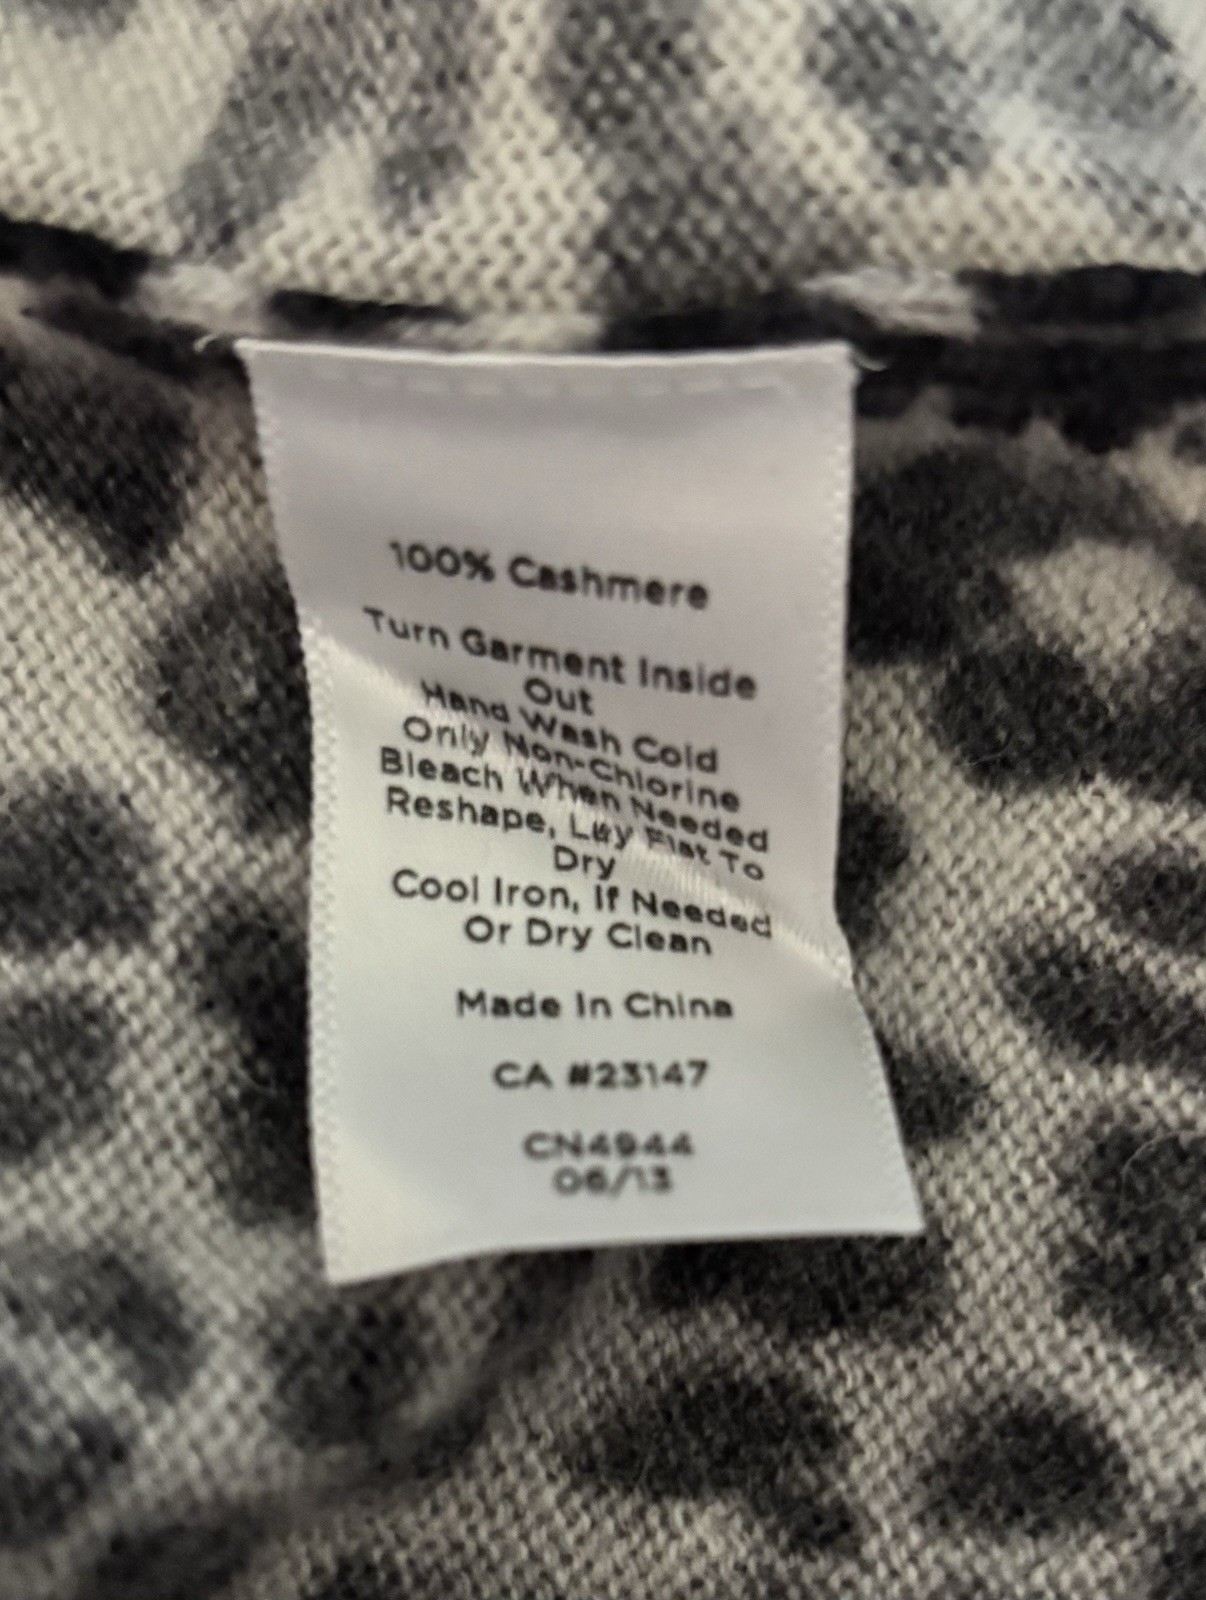 100% Cashmere
Turn Garment Inside
Out
Hand Wash Cold
Only Non-Chlorine
Bleach When Needed
Reshape, Lay Flat To
Dry
Cool Iron, If Needed
Or Dry Clean
Made In China
CA #23147
CN4944
06/13